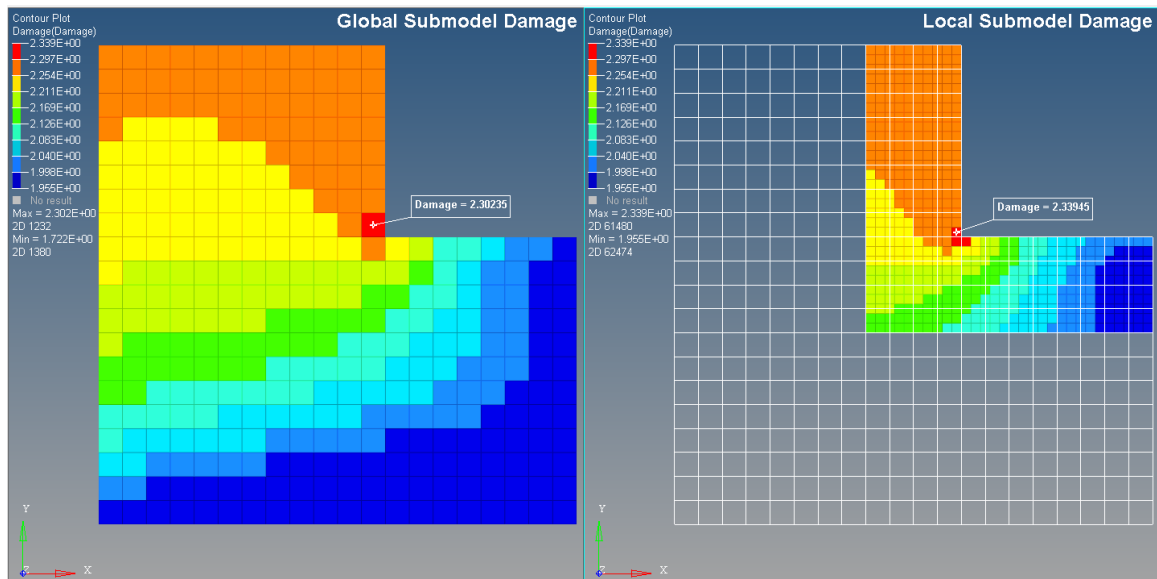 Contour Plot
Damage(Damage)
Global Submodel Damage
2.339E+00
2.297E+00
2.254E+00
2.211E+00
2.169E+00
2.126E+00
2.083E+00
2.040E+00
1.998E+00
1.955E+00
No result
Max = 2.302E+00
2D 1232
Min = 1.722E+00
2D 1380
Damage = 2.30235
Y
Z
X
Contour Plot
Damage(Damage)
Local Submodel Damage
2.339E+00
2.297E+00
2.254E+00
2.211E+00
2.169E+00
2.126E+00
2.083E+00
2.040E+00
1.998E+00
1.955E+00
No result
Max = 2.339E+00
2D 61480
Min = 1.955E+00
2D 62474
Damage = 2.33945
Y
Z
X